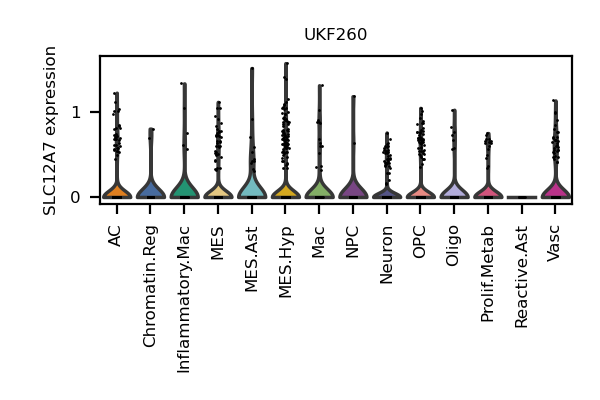 UKF260
SLC12A7 expression
1
0
AC
Chromatin.Reg
Inflammatory.Mac
MES
MES.Ast
MES.Hyp
Mac
NPC
Neuron
OPC
Oligo
Prolif.Metab
Reactive.Ast
Vasc